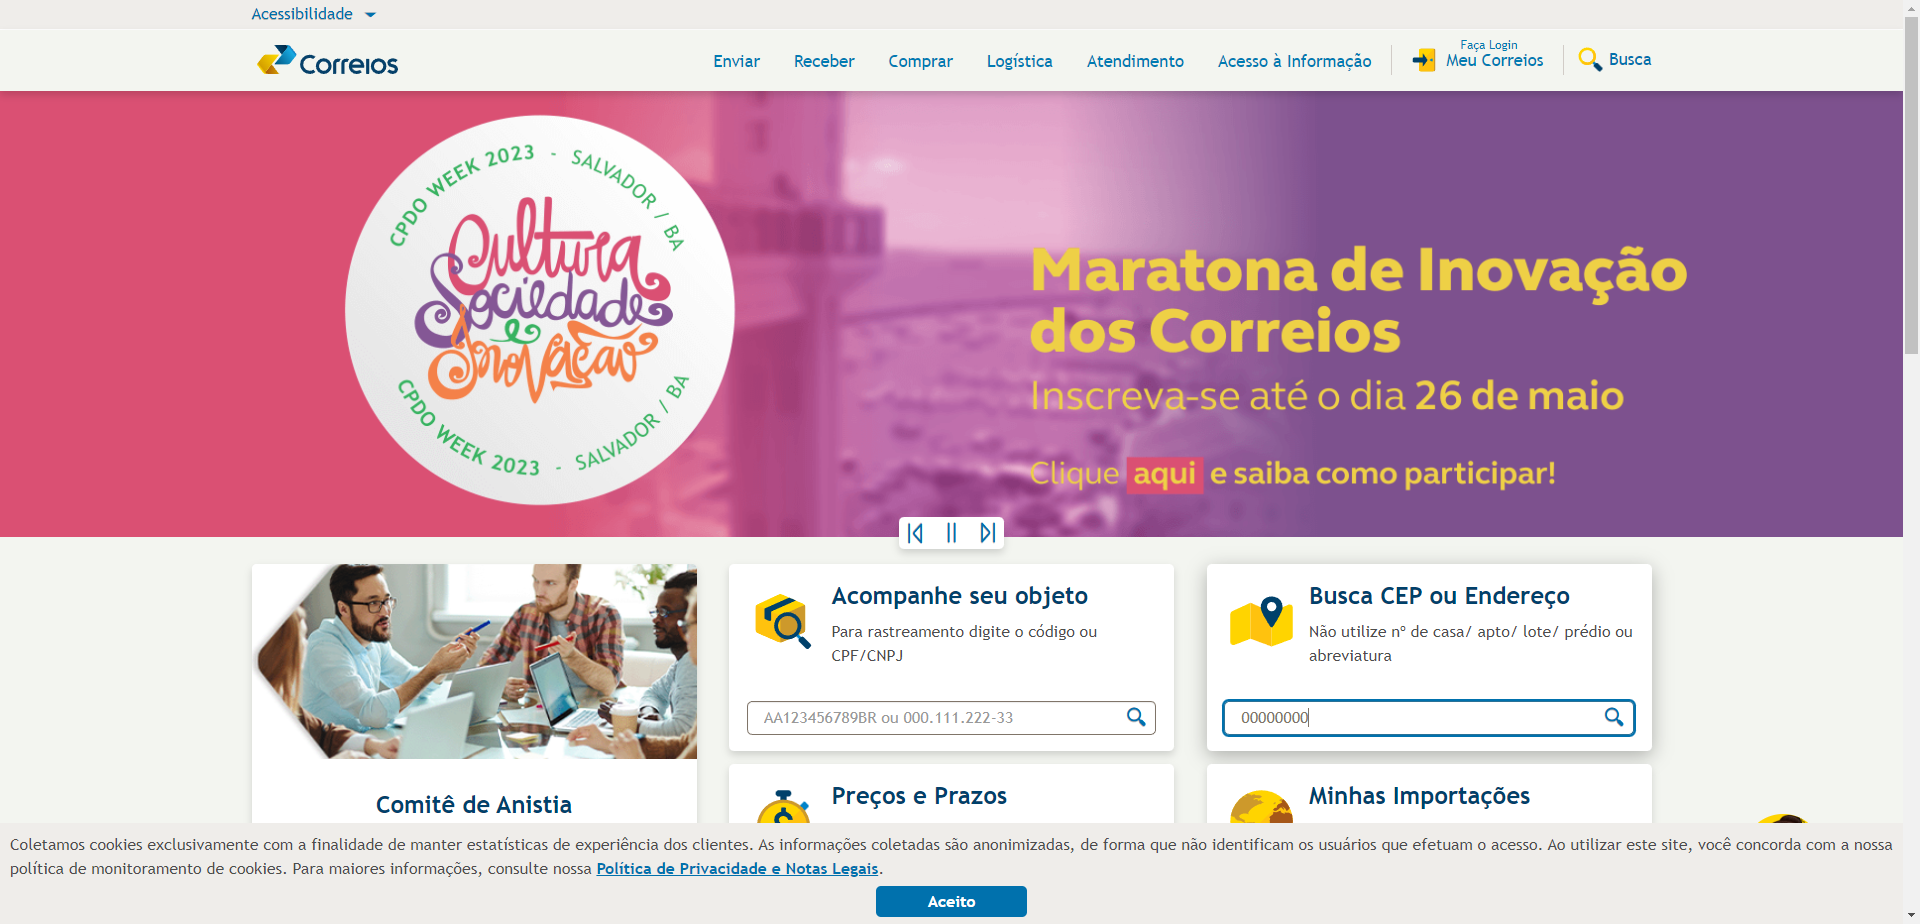 Acessibilidade
Correios
Enviar
Receber
Comprar
Logística
Atendimento
Acesso à Informação
Faça Login
Meu Correios
Busca
CPDO WEEK 2023 - SALVADOR / BA
Cultura
Sociedade
e
Inovação
CPDO WEEK 2023 - SALVADOR / BA
Maratona de Inovação
dos Correios
Inscreva-se até o dia 26 de maio
Clique aqui e saiba como participar!
Comitê de Anistia
Acompanhe seu objeto
Para rastreamento digite o código ou
CPF/CNPJ
AA123456789BR ou 000.111.222-33
Busca CEP ou Endereço
Não utilize nº de casa/ apto/ lote/ prédio ou
abreviatura
00000000
Preços e Prazos
Minhas Importações
Coletamos cookies exclusivamente com a finalidade de manter estatísticas de experiência dos clientes. As informações coletadas são anonimizadas, de forma que não identificam os usuários que efetuam o acesso. Ao utilizar este site, você concorda com a nossa
política de monitoramento de cookies. Para maiores informações, consulte nossa Política de Privacidade e Notas Legais.
Aceito